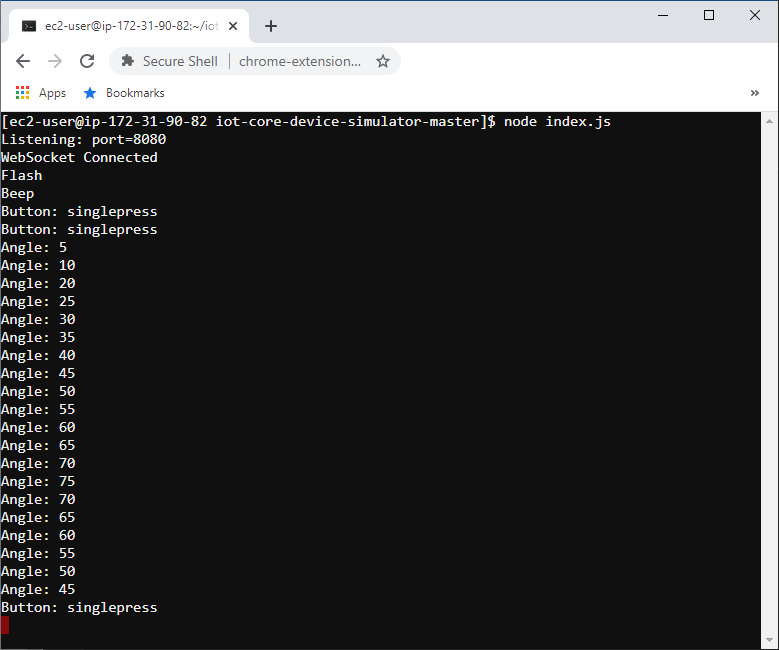 ec2-user@ip-172-31-90-82:~/iot
Secure Shell
chrome-extension...
Apps
Bookmarks
[ec2-user@ip-172-31-90-82 iot-core-device-simulator-master]$ node index.js
Listening: port=8080
WebSocket Connected
Flash
Beep
Button: singlepress
Button: singlepress
Angle: 5
Angle: 10
Angle: 20
Angle: 25
Angle: 30
Angle: 35
Angle: 40
Angle: 45
Angle: 50
Angle: 55
Angle: 60
Angle: 65
Angle: 70
Angle: 75
Angle: 70
Angle: 65
Angle: 60
Angle: 55
Angle: 50
Angle: 45
Button: singlepress